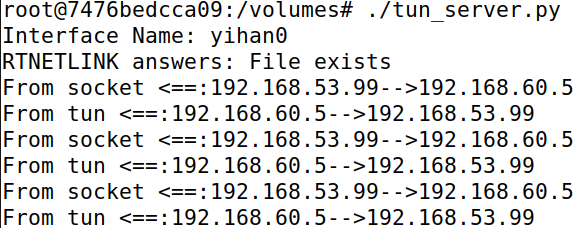 root@7476bedcca09:/volumes# ./tun_server.py
Interface Name: yihan0
RTNETLINK answers: File exists
From socket <==:192.168.53.99-->192.168.60.5
From tun <==:192.168.60.5-->192.168.53.99
From socket <==:192.168.53.99-->192.168.60.5
From tun <==:192.168.60.5-->192.168.53.99
From socket <==:192.168.53.99-->192.168.60.5
From tun <==:192.168.60.5-->192.168.53.99